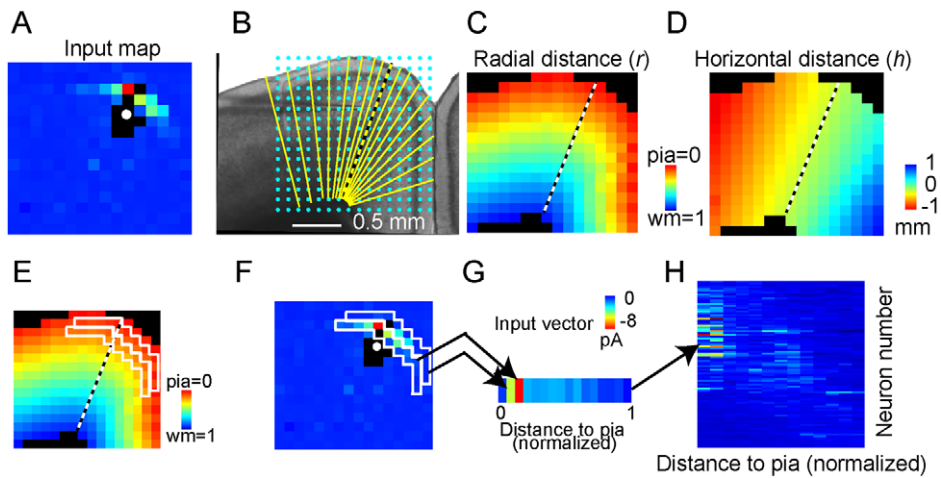 A
Input map
B
0.5 mm
C
Radial distance (r)
pia=0
wm=1
D
Horizontal distance (h)
1
0
-1
mm
E
pia=0
wm=1
F
G
Input vector
0
-8
pA
0
1
Distance to pia
(normalized)
H
Neuron number
Distance to pia (normalized)